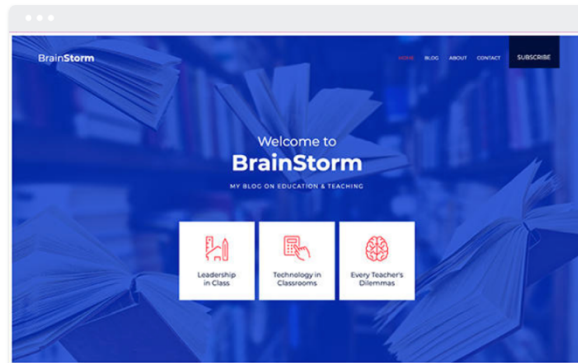 BrainStorm
HOME BLOG ABOUT CONTACT SUBSCRIBE
Welcome to
BrainStorm
MY BLOG ON EDUCATION & TEACHING
Leadership
in Class
Technology in
Classrooms
Every Teacher's
Dilemmas